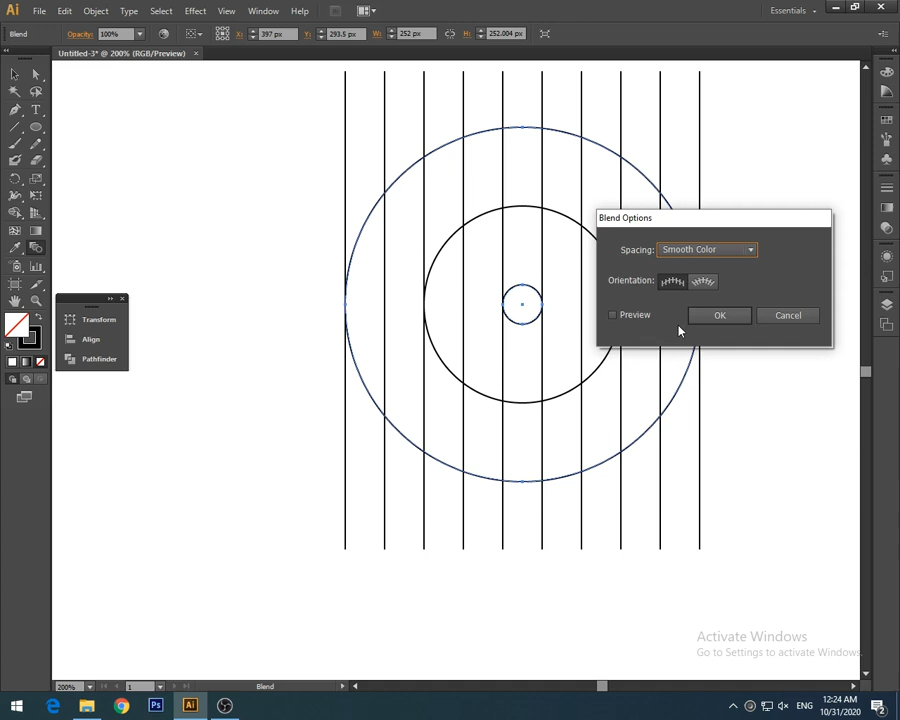 Ai File Edit Object Type Select Effect View Window Help Essentials
Blend Opacity: 100% X: 397 px Y: 293.5 px W: 252 px H: 252.004 px
Untitled-3* @ 200% (RGB/Preview) ×
T
Blend Options
Spacing: Smooth Color
Orientation:
Preview OK Cancel
Transform
Align
Pathfinder
Activate Windows
Go to Settings to activate Windows.
200% 1 Blend
Ps Ai ENG 12:24 AM
10/31/2020 2